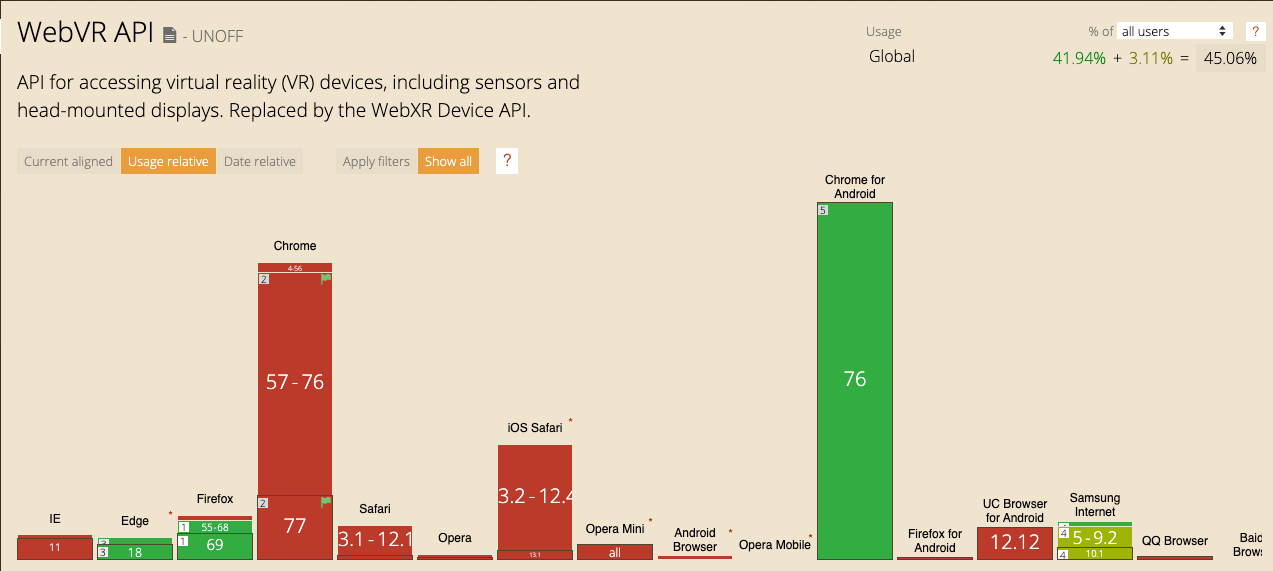 WebVR API - UNOFF
Usage
% of all users
?
Global
41.94% + 3.11% = 45.06%
API for accessing virtual reality (VR) devices, including sensors and
head-mounted displays. Replaced by the WebXR Device API.
Current aligned Usage relative Date relative
Apply filters Show all ?
IE
11
Edge *
3
18
Firefox
1 55-68
1 69
Chrome
4-56
2
57 - 76
2
77
Safari
3.1 - 12.1
Opera
iOS Safari *
3.2 - 12.4
13.1
Opera Mini *
all
Android
Browser *
Opera Mobile *
Chrome for
Android
5
76
Firefox for
Android
UC Browser
for Android
12.12
Samsung
Internet
4 5 - 9.2
4 10.1
QQ Browser
Baid
Brows